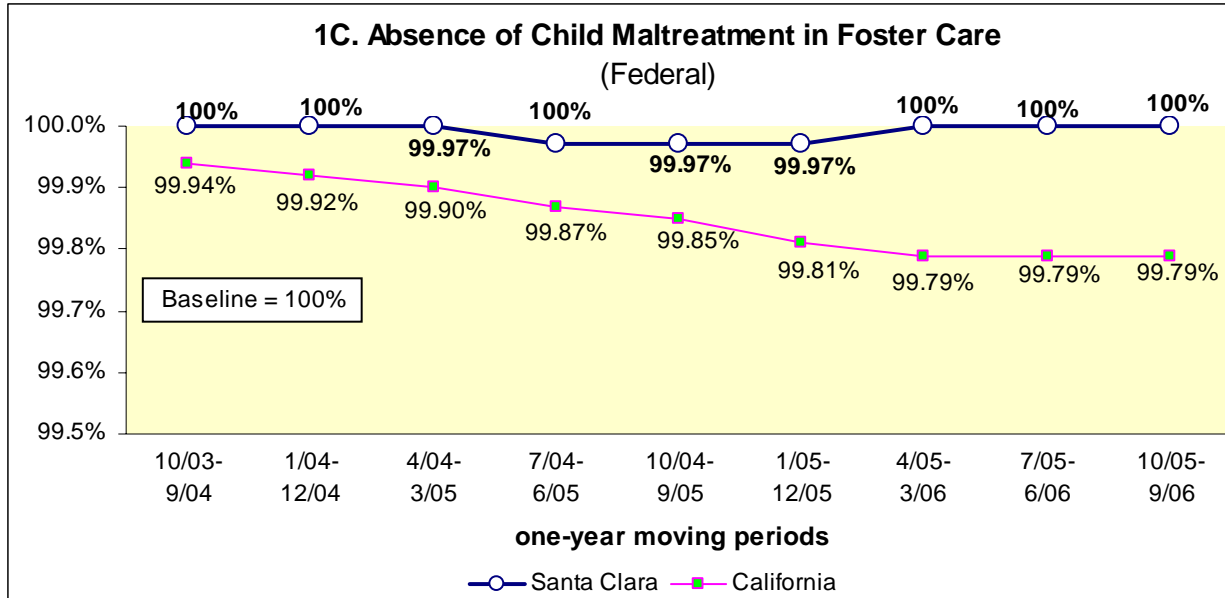 1C. Absence of Child Maltreatment in Foster Care
(Federal)
100% 100% 100% 100% 100% 100%
99.97% 99.97% 99.97%
99.94% 99.92% 99.90% 99.87% 99.85% 99.81% 99.79% 99.79% 99.79%
100.0%
99.9%
99.8%
99.7%
99.6%
99.5%
Baseline = 100%
10/03- 1/04- 4/04- 7/04- 10/04- 1/05- 4/05- 7/05- 10/05-
9/04 12/04 3/05 6/05 9/05 12/05 3/06 6/06 9/06
one-year moving periods
Santa Clara California